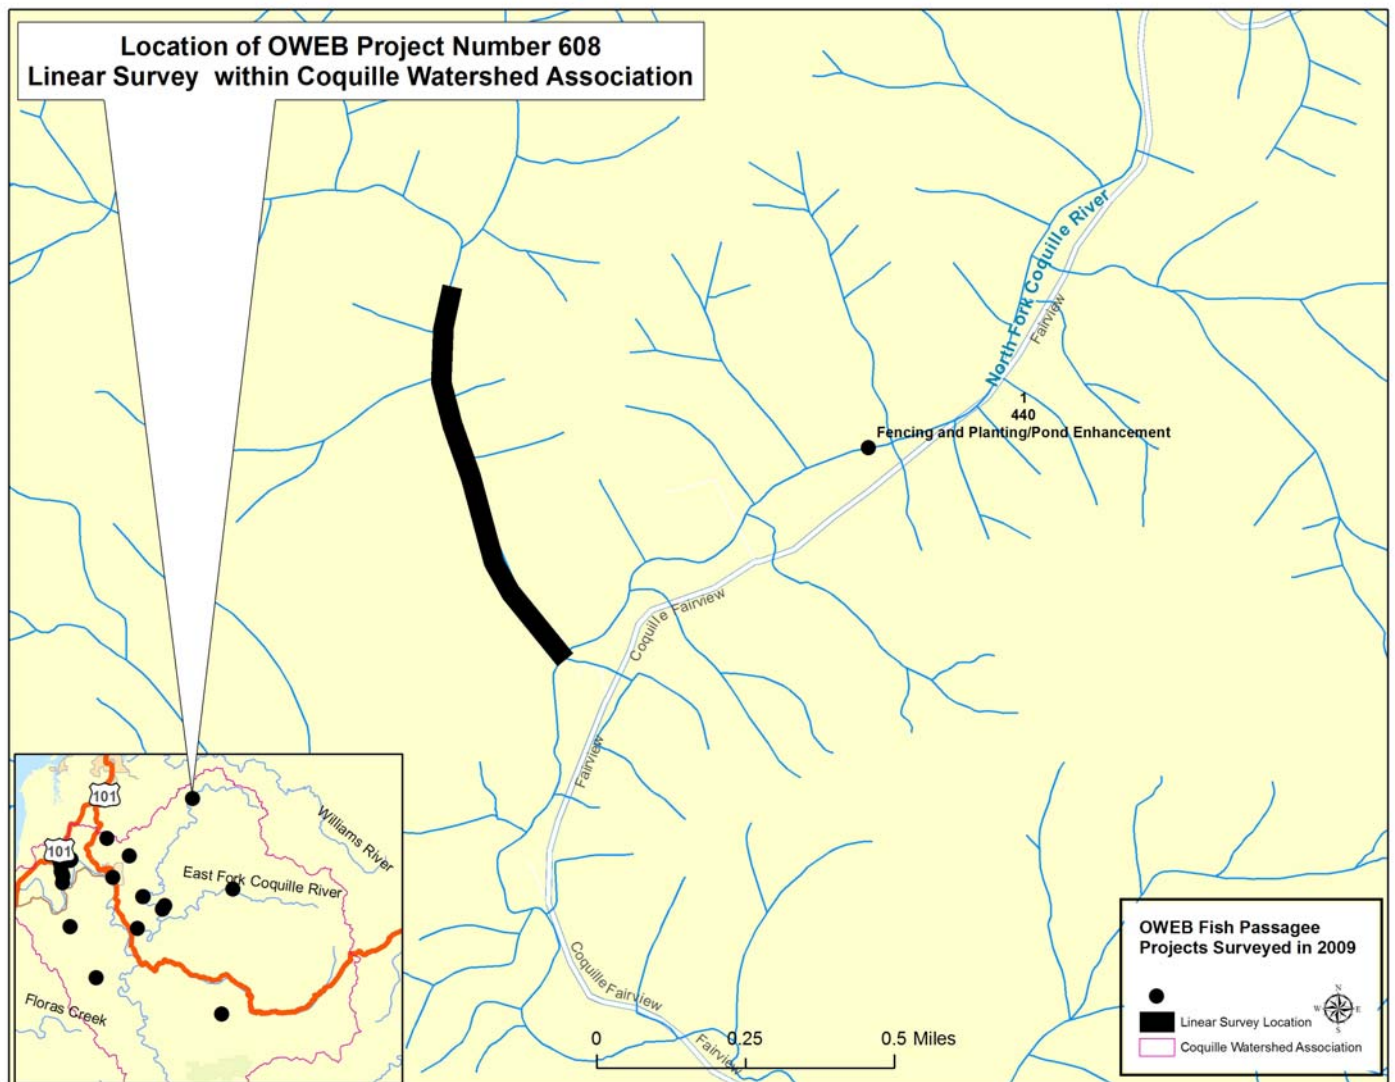 Location of OWEB Project Number 608
Linear Survey within Coquille Watershed Association
North Fork Coquille River
Fairview
1
440
Fencing and Planting/Pond Enhancement
Coquille Fairview
Fairview
Coquille Fairview
Fairview
0 0.25 0.5 Miles
101
101
Williams River
East Fork Coquille River
Floras Creek
OWEB Fish Passagee
Projects Surveyed in 2009
N
W E
S
Linear Survey Location
Coquille Watershed Association